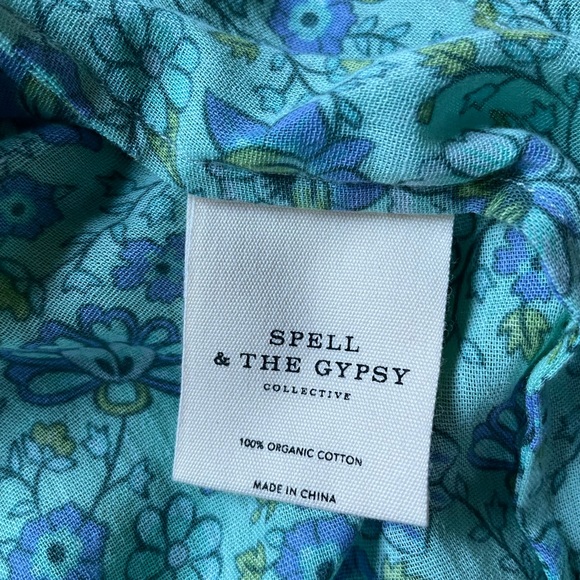 SPELL
& THE GYPSY
COLLECTIVE
100% ORGANIC COTTON
MADE IN CHINA